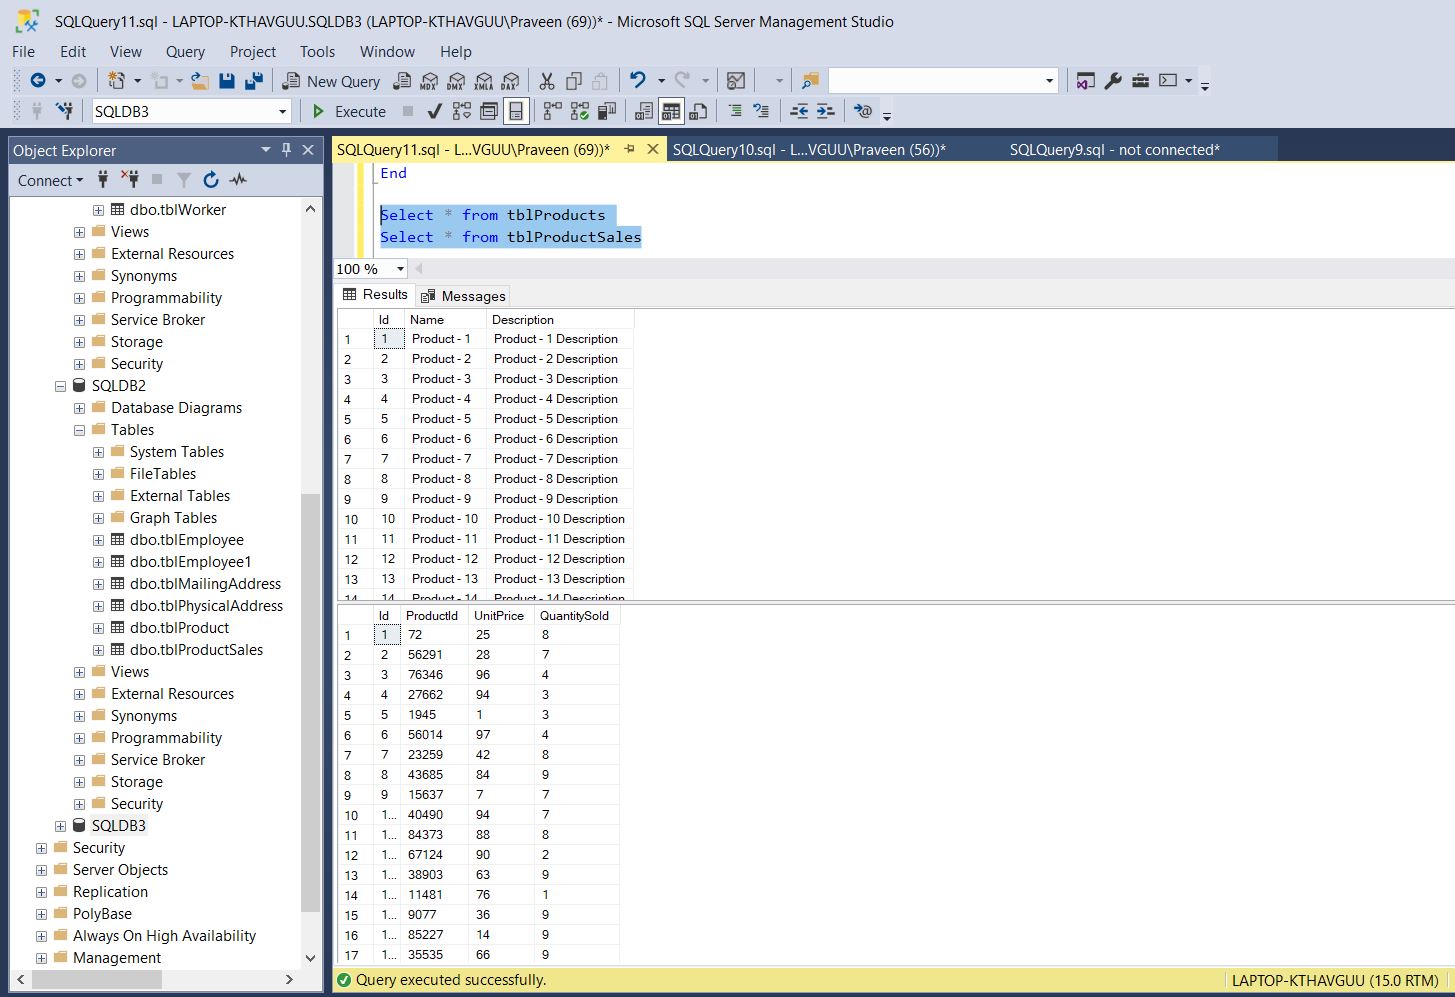 SQLQuery11.sql - LAPTOP-KTHAVGUU.SQLDB3 (LAPTOP-KTHAVGUU\Praveen (69))* - Microsoft SQL Server Management Studio
File Edit View Query Project Tools Window Help
New Query MDX DMX XMLA DAX
SQLDB3 Execute
Object Explorer
Connect
dbo.tblWorker
Views
External Resources
Synonyms
Programmability
Service Broker
Storage
Security
SQLDB2
Database Diagrams
Tables
System Tables
FileTables
External Tables
Graph Tables
dbo.tblEmployee
dbo.tblEmployee1
dbo.tblMailingAddress
dbo.tblPhysicalAddress
dbo.tblProduct
dbo.tblProductSales
Views
External Resources
Synonyms
Programmability
Service Broker
Storage
Security
SQLDB3
Security
Server Objects
Replication
PolyBase
Always On High Availability
Management
SQLQuery11.sql - L...VGUU\Praveen (69))* SQLQuery10.sql - L...VGUU\Praveen (56))* SQLQuery9.sql - not connected*
End
Select * from tblProducts
Select * from tblProductSales
100 %
Results Messages
Id Name Description
1 1 Product - 1 Product - 1 Description
2 2 Product - 2 Product - 2 Description
3 3 Product - 3 Product - 3 Description
4 4 Product - 4 Product - 4 Description
5 5 Product - 5 Product - 5 Description
6 6 Product - 6 Product - 6 Description
7 7 Product - 7 Product - 7 Description
8 8 Product - 8 Product - 8 Description
9 9 Product - 9 Product - 9 Description
10 10 Product - 10 Product - 10 Description
11 11 Product - 11 Product - 11 Description
12 12 Product - 12 Product - 12 Description
13 13 Product - 13 Product - 13 Description
14 14 Product - 14 Product - 14 Description
Id ProductId UnitPrice QuantitySold
1 1 72 25 8
2 2 56291 28 7
3 3 76346 96 4
4 4 27662 94 3
5 5 1945 1 3
6 6 56014 97 4
7 7 23259 42 8
8 8 43685 84 9
9 9 15637 7 7
10 1... 40490 94 7
11 1... 84373 88 8
12 1... 67124 90 2
13 1... 38903 63 9
14 1... 11481 76 1
15 1... 9077 36 9
16 1... 85227 14 9
17 1... 35535 66 9
Query executed successfully. LAPTOP-KTHAVGUU (15.0 RTM)